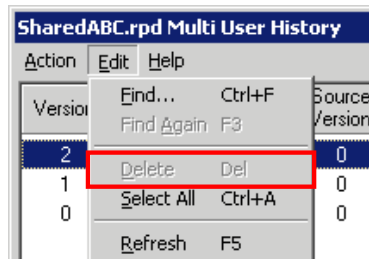 SharedABC.rpd Multi User History
Action Edit Help
Version Source Version
Find... Ctrl+F
Find Again F3
2 0
Delete Del
1 0
Select All Ctrl+A
0 0
Refresh F5